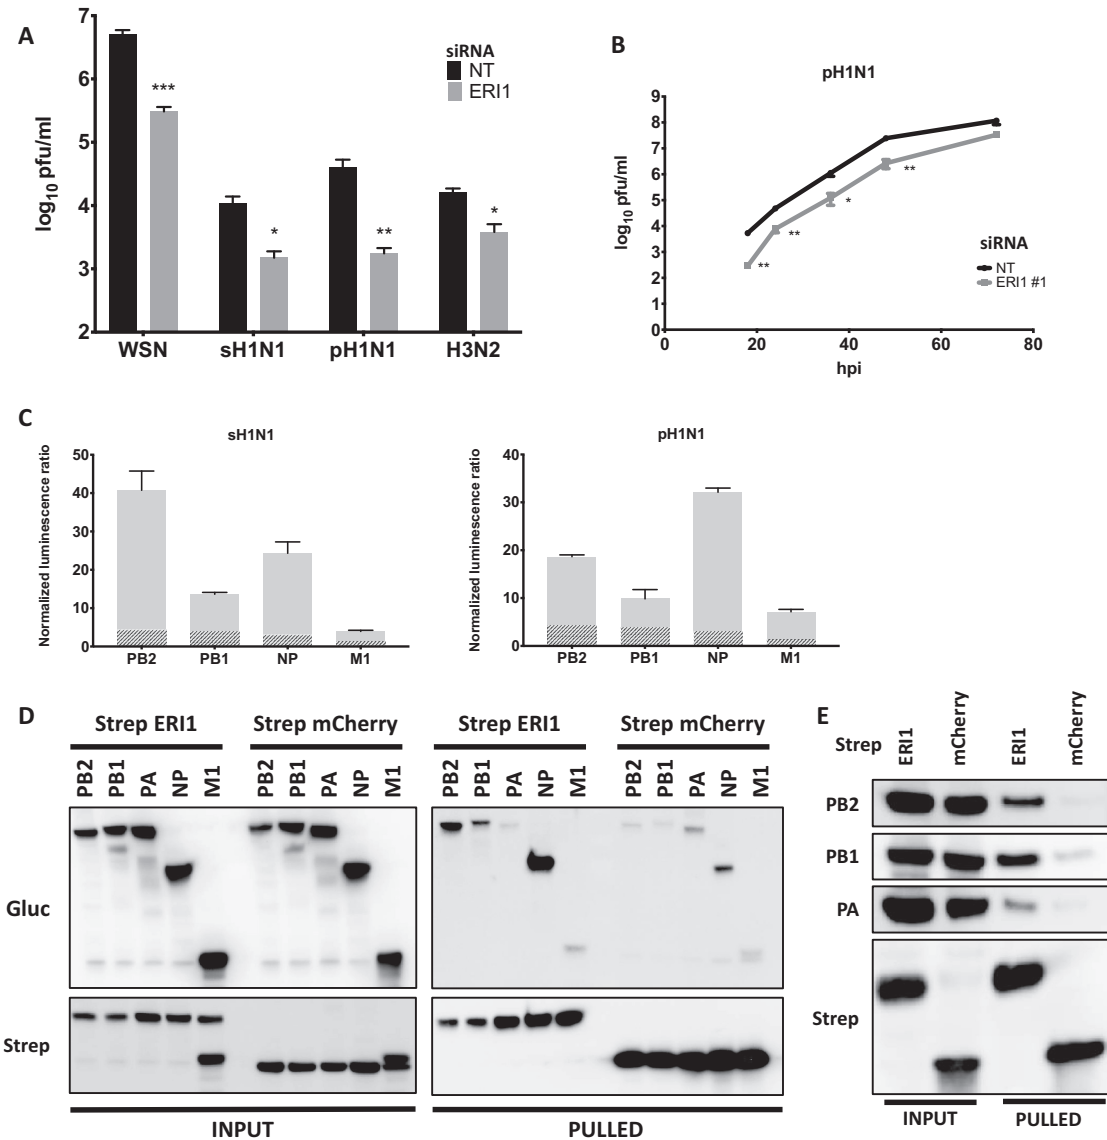 A
log10 pfu/ml
7
6
5
4
3
2
siRNA
NT
ERI1
***
*
**
*
WSN sH1N1 pH1N1 H3N2
B
pH1N1
log10 pfu/ml
9
8
7
6
5
4
3
2
1
0
**
**
*
**
siRNA
NT
ERI1 #1
0 20 40 60 80
hpi
C
sH1N1
Normalized luminescence ratio
50
40
30
20
10
0
PB2 PB1 NP M1
pH1N1
Normalized luminescence ratio
40
30
20
10
0
PB2 PB1 NP M1
D
Strep ERI1 Strep mCherry Strep ERI1 Strep mCherry
PB2 PB1 PA NP M1 PB2 PB1 PA NP M1 PB2 PB1 PA NP M1 PB2 PB1 PA NP M1
Gluc
Strep
INPUT PULLED
E
Strep ERI1 mCherry ERI1 mCherry
PB2
PB1
PA
Strep
INPUT PULLED